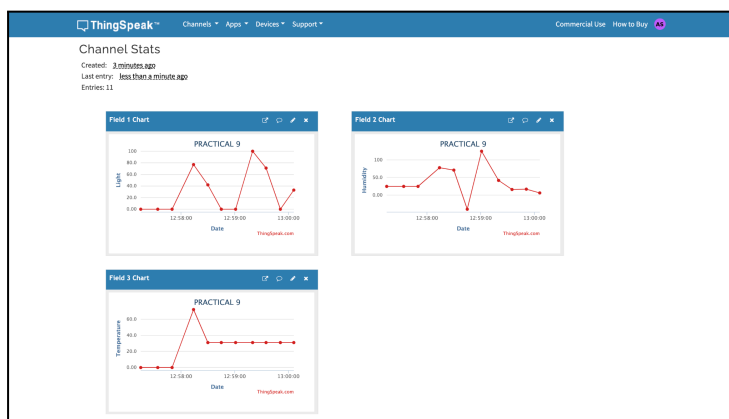 ThingSpeak™ Channels Apps Devices Support Commercial Use How to Buy AS
Channel Stats
Created: 3 minutes ago
Last entry: less than a minute ago
Entries: 11
Field 1 Chart
PRACTICAL 9
Light
100
80.0
60.0
40.0
20.0
0.00
12:58:00 12:59:00 13:00:00
Date
ThingSpeak.com
Field 2 Chart
PRACTICAL 9
Humidity
100
50.0
0.00
12:58:00 12:59:00 13:00:00
Date
ThingSpeak.com
Field 3 Chart
PRACTICAL 9
Temperature
60.0
40.0
20.0
0.00
12:58:00 12:59:00 13:00:00
Date
ThingSpeak.com